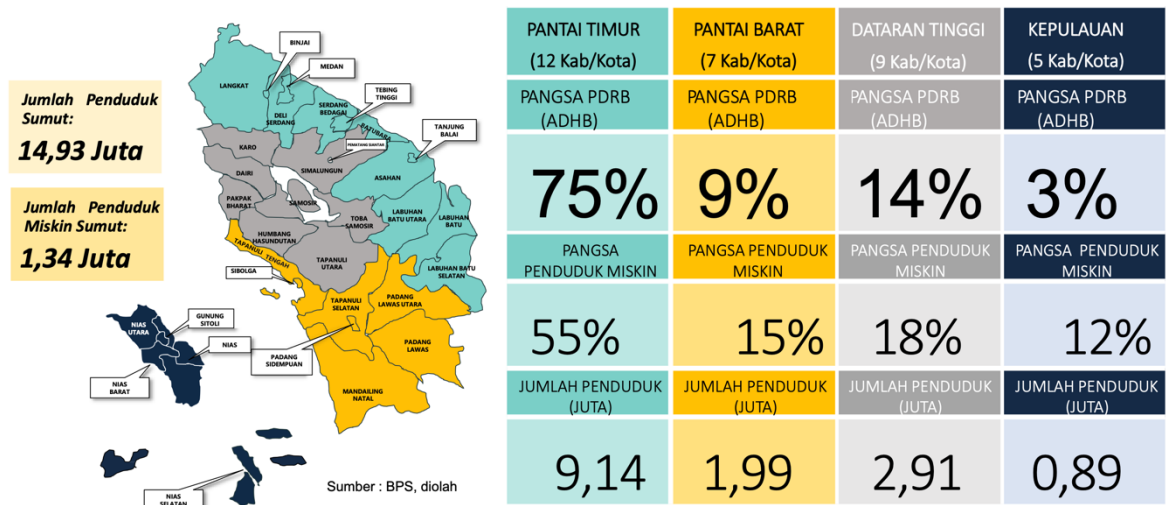 Jumlah Penduduk
Sumut:
14,93 Juta
Jumlah Penduduk
Miskin Sumut:
1,34 Juta
BINJAI
MEDAN
LANGKAT
TEBING
TINGGI
SERDANG
BEDAGAI
DELI
SERDANG
BATUBARA
TANJUNG
BALAI
KARO
PEMATANG SIANTAR
SIMALUNGUN
DAIRI
ASAHAN
PAKPAK
BHARAT
SAMOSIR
LABUHAN
BATU UTARA
LABUHAN
BATU
TOBA
SAMOSIR
HUMBANG
HASUNDUTAN
TAPANULI TENGAH
TAPANULI
UTARA
LABUHAN BATU
SELATAN
SIBOLGA
TAPANULI
SELATAN
PADANG
LAWAS UTARA
NIAS
UTARA
GUNUNG
SITOLI
NIAS
PADANG
SIDEMPUAN
PADANG
LAWAS
NIAS
BARAT
MANDAILING
NATAL
NIAS
SELATAN
Sumber : BPS, diolah
PANTAI TIMUR
(12 Kab/Kota)
PANTAI BARAT
(7 Kab/Kota)
DATARAN TINGGI
(9 Kab/Kota)
KEPULAUAN
(5 Kab/Kota)
PANGSA PDRB
(ADHB)
PANGSA PDRB
(ADHB)
PANGSA PDRB
(ADHB)
PANGSA PDRB
(ADHB)
75%
9%
14%
3%
PANGSA
PENDUDUK MISKIN
PANGSA PENDUDUK
MISKIN
PANGSA PENDUDUK
MISKIN
PANGSA PENDUDUK
MISKIN
55%
15%
18%
12%
JUMLAH PENDUDUK
(JUTA)
JUMLAH PENDUDUK
(JUTA)
JUMLAH PENDUDUK
(JUTA)
JUMLAH PENDUDUK
(JUTA)
9,14
1,99
2,91
0,89